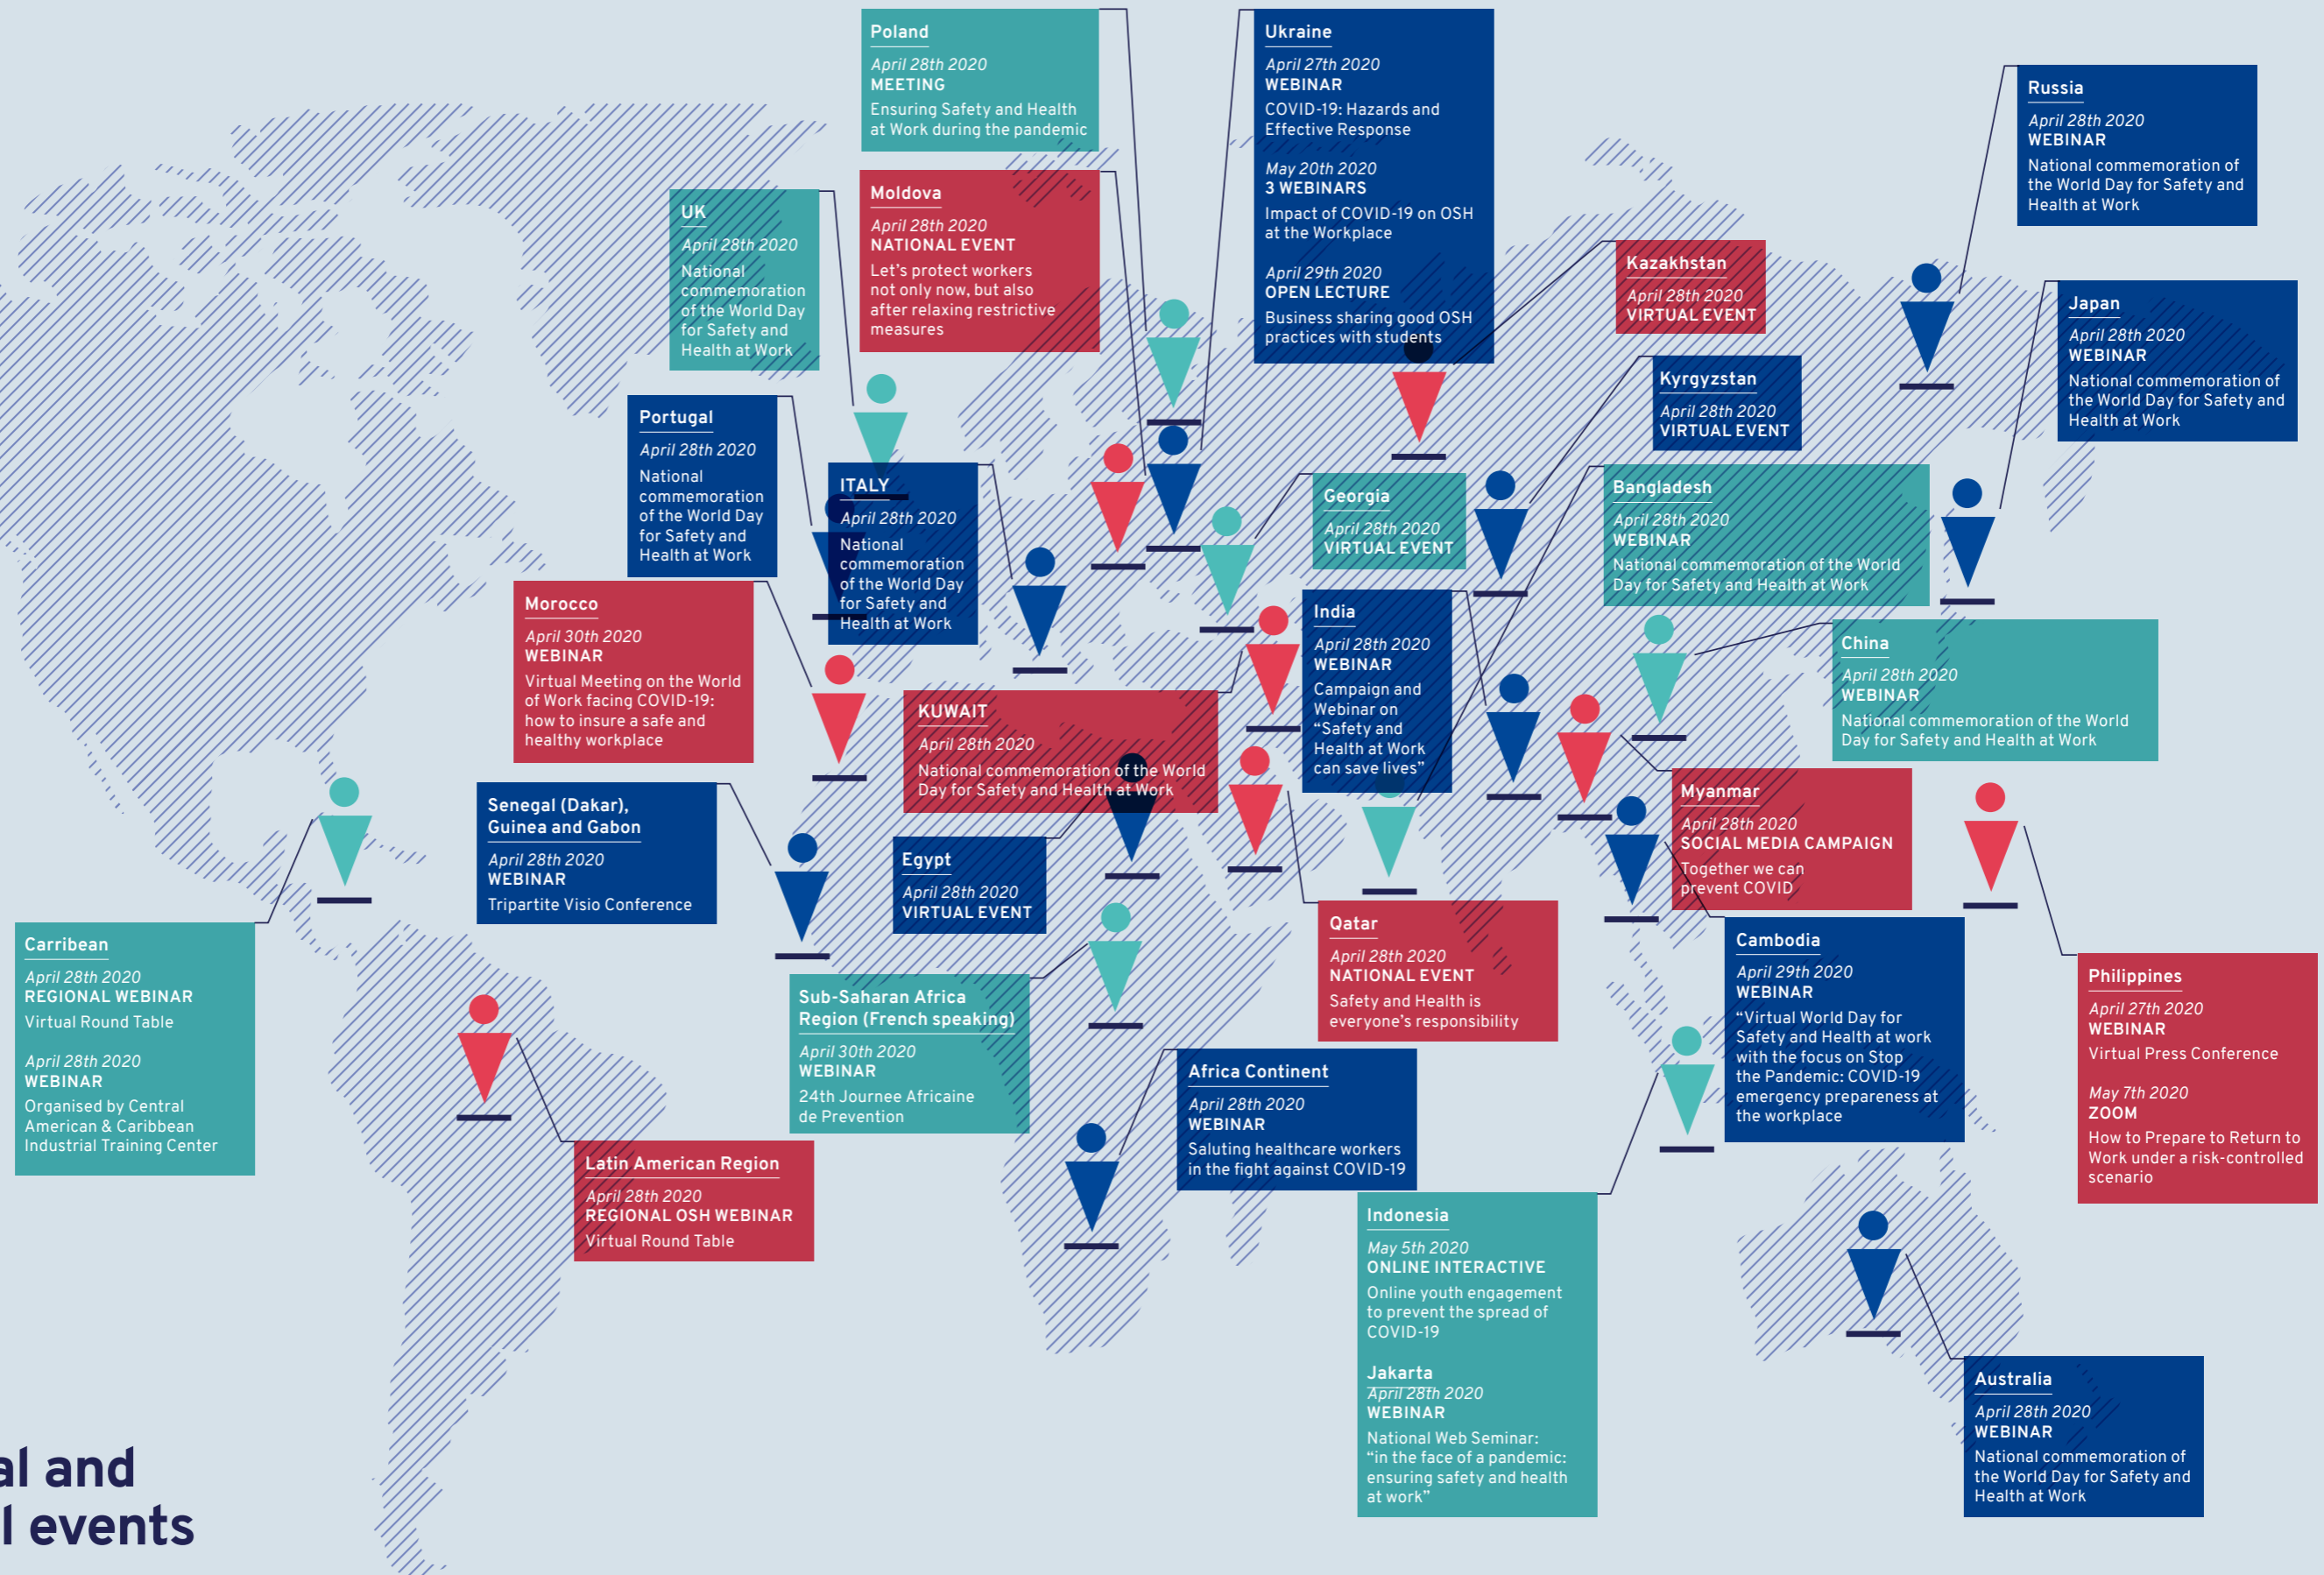 Poland
April 28th 2020
MEETING
Ensuring Safety and Health
at Work during the pandemic
Ukraine
April 27th 2020
WEBINAR
COVID-19: Hazards and
Effective Response
May 20th 2020
3 WEBINARS
Impact of COVID-19 on OSH
at the Workplace
April 29th 2020
OPEN LECTURE
Business sharing good OSH
practices with students
Russia
April 28th 2020
WEBINAR
National commemoration of
the World Day for Safety and
Health at Work
Moldova
April 28th 2020
NATIONAL EVENT
Let's protect workers
not only now, but also
after relaxing restrictive
measures
UK
April 28th 2020
National
commemoration
of the World Day
for Safety and
Health at Work
Kazakhstan
April 28th 2020
VIRTUAL EVENT
Japan
April 28th 2020
WEBINAR
National commemoration of
the World Day for Safety and
Health at Work
Kyrgyzstan
April 28th 2020
VIRTUAL EVENT
Portugal
April 28th 2020
National
commemoration
of the World Day
for Safety and
Health at Work
ITALY
April 28th 2020
National
commemoration
of the World Day
for Safety and
Health at Work
Georgia
April 28th 2020
VIRTUAL EVENT
Bangladesh
April 28th 2020
WEBINAR
National commemoration of the World
Day for Safety and Health at Work
Morocco
April 30th 2020
WEBINAR
Virtual Meeting on the World
of Work facing COVID-19:
how to insure a safe and
healthy workplace
India
April 28th 2020
WEBINAR
Campaign and
Webinar on
“Safety and
Health at Work
can save lives”
China
April 28th 2020
WEBINAR
National commemoration of the World
Day for Safety and Health at Work
KUWAIT
April 28th 2020
National commemoration of the World
Day for Safety and Health at Work
Myanmar
April 28th 2020
SOCIAL MEDIA CAMPAIGN
Together we can
prevent COVID
Senegal (Dakar),
Guinea and Gabon
April 28th 2020
WEBINAR
Tripartite Visio Conference
Egypt
April 28th 2020
VIRTUAL EVENT
Qatar
April 28th 2020
NATIONAL EVENT
Safety and Health is
everyone's responsibility
Cambodia
April 29th 2020
WEBINAR
“Virtual World Day for
Safety and Health at work
with the focus on Stop
the Pandemic: COVID-19
emergency prepareness at
the workplace
Carribean
April 28th 2020
REGIONAL WEBINAR
Virtual Round Table
April 28th 2020
WEBINAR
Organised by Central
American & Caribbean
Industrial Training Center
Philippines
April 27th 2020
WEBINAR
Virtual Press Conference
May 7th 2020
ZOOM
How to Prepare to Return to
Work under a risk-controlled
scenario
Sub-Saharan Africa
Region (French speaking)
April 30th 2020
WEBINAR
24th Journee Africaine
de Prevention
Africa Continent
April 28th 2020
WEBINAR
Saluting healthcare workers
in the fight against COVID-19
Latin American Region
April 28th 2020
REGIONAL OSH WEBINAR
Virtual Round Table
Indonesia
May 5th 2020
ONLINE INTERACTIVE
Online youth engagement
to prevent the spread of
COVID-19
Jakarta
April 28th 2020
WEBINAR
National Web Seminar:
“in the face of a pandemic:
ensuring safety and health
at work”
Australia
April 28th 2020
WEBINAR
National commemoration of
the World Day for Safety and
Health at Work
al and
l events